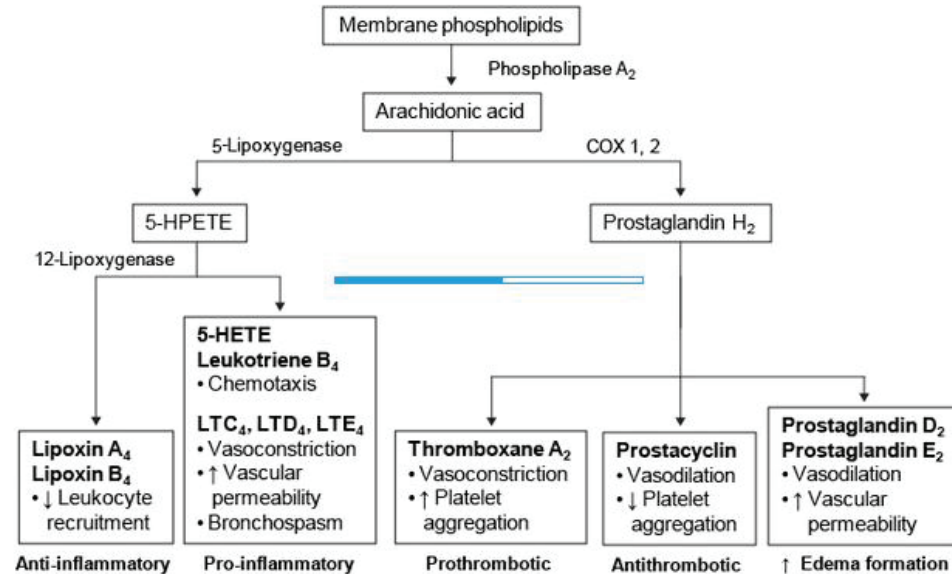 Membrane phospholipids
Phospholipase A₂
Arachidonic acid
5-Lipoxygenase
COX 1, 2
5-HPETE
Prostaglandin H₂
12-Lipoxygenase
Lipoxin A₄
Lipoxin B₄
• ↓ Leukocyte
recruitment
Anti-inflammatory
5-HETE
Leukotriene B₄
• Chemotaxis
LTC₄, LTD₄, LTE₄
• Vasoconstriction
• ↑ Vascular
permeability
• Bronchospasm
Pro-inflammatory
Thromboxane A₂
• Vasoconstriction
• ↑ Platelet
aggregation
Prothrombotic
Prostacyclin
• Vasodilation
• ↓ Platelet
aggregation
Antithrombotic
Prostaglandin D₂
Prostaglandin E₂
• Vasodilation
• ↑ Vascular
permeability
↑ Edema formation